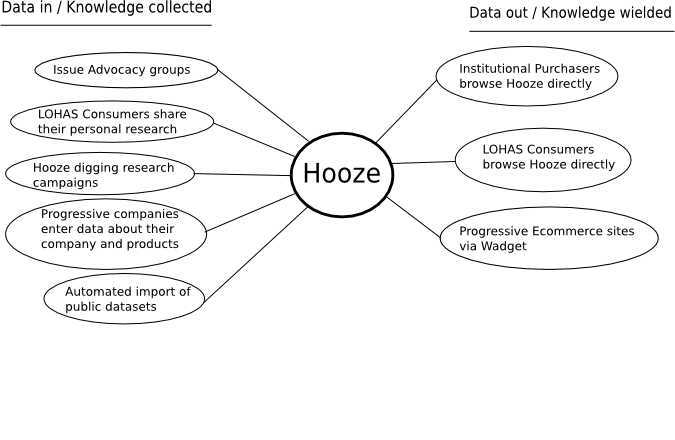 Data in / Knowledge collected
Issue Advocacy groups
LOHAS Consumers share
their personal research
Hooze digging research
campaigns
Progressive companies
enter data about their
company and products
Automated import of
public datasets
Hooze
Data out / Knowledge wielded
Institutional Purchasers
browse Hooze directly
LOHAS Consumers
browse Hooze directly
Progressive Ecommerce sites
via Wadget